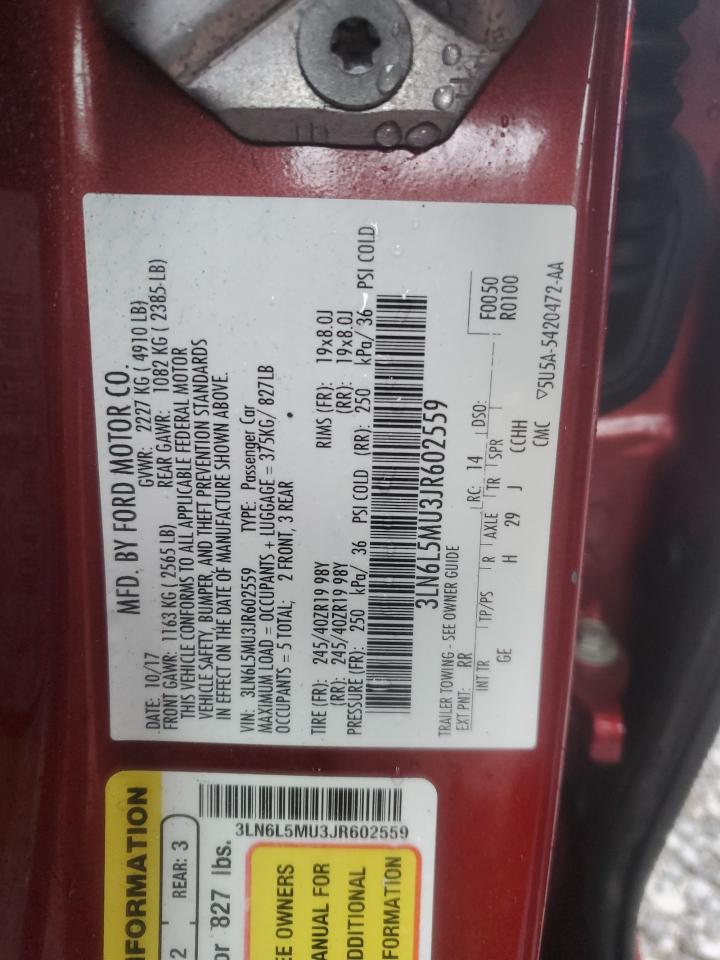 MFD. BY FORD MOTOR CO.
DATE: 10/17 GVWR: 2227 KG ( 4910 LB)
FRONT GAWR: 1163 KG ( 2565 LB) REAR GAWR: 1082 KG ( 2385 LB)
THIS VEHICLE CONFORMS TO ALL APPLICABLE FEDERAL MOTOR
VEHICLE SAFETY, BUMPER, AND THEFT PREVENTION STANDARDS
IN EFFECT ON THE DATE OF MANUFACTURE SHOWN ABOVE.
VIN: 3LN6L5MU3JR602559 TYPE: Passenger Car
MAXIMUM LOAD = OCCUPANTS + LUGGAGE = 375KG/ 827LB
OCCUPANTS = 5 TOTAL; 2 FRONT, 3 REAR
TIRE (FR): 245/40ZR19 98Y RIMS (FR): 19x8.0J
(RR): 245/40ZR19 98Y (RR): 19x8.0J
PRESSURE (FR): 250 kPa/ 36 PSI COLD (RR): 250 kPa/ 36 PSI COLD
3LN6L5MU3JR602559
TRAILER TOWING - SEE OWNER GUIDE
EXT PNT: RR RC: 14 DSO: F0050
R0100
INT TR TP/PS R AXLE TR SPR
GE H 29 J CCHH
CMC
▽5U5A-5420472-AA
NFORMATION
2 REAR: 3
or 827 lbs.
3LN6L5MU3JR602559
EE OWNERS
ANUAL FOR
DDITIONAL
FORMATION